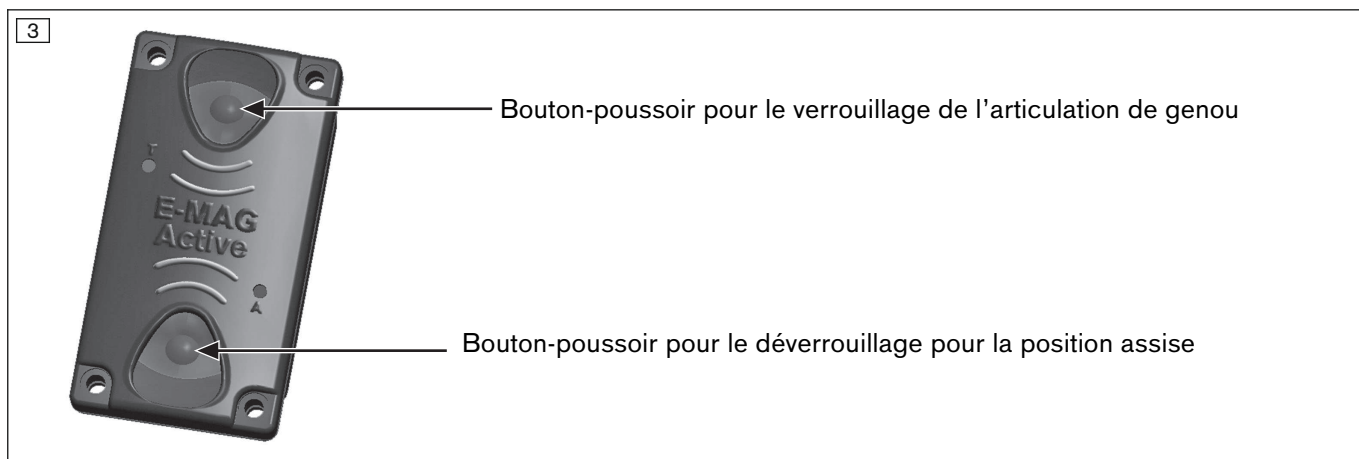 3
Bouton-poussoir pour le verrouillage de l’articulation de genou
T
E-MAG
Active
A
Bouton-poussoir pour le déverrouillage pour la position assise